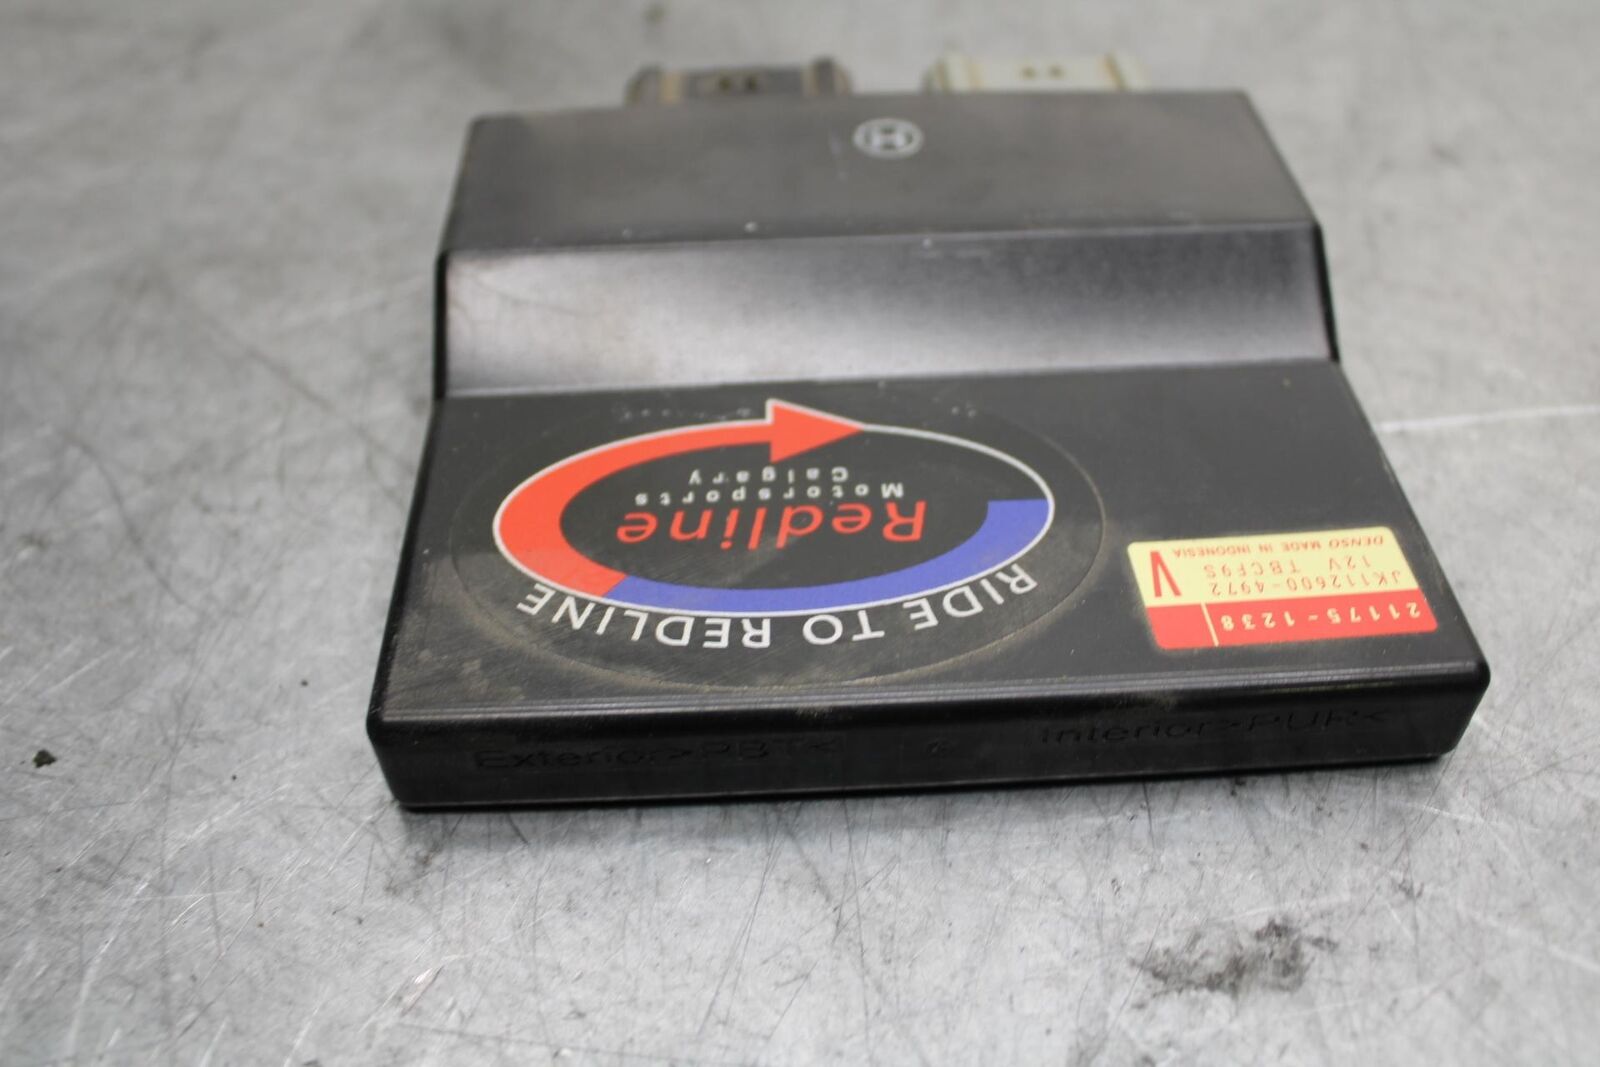 RIDE TO REDLINE
Redline
Motorsports
Calgary
21175-1238
JK112600-4972
12V TBCF9S
V
DENSO MADE IN INDONESIA
Exterior>PBT<
Interior>PUR<